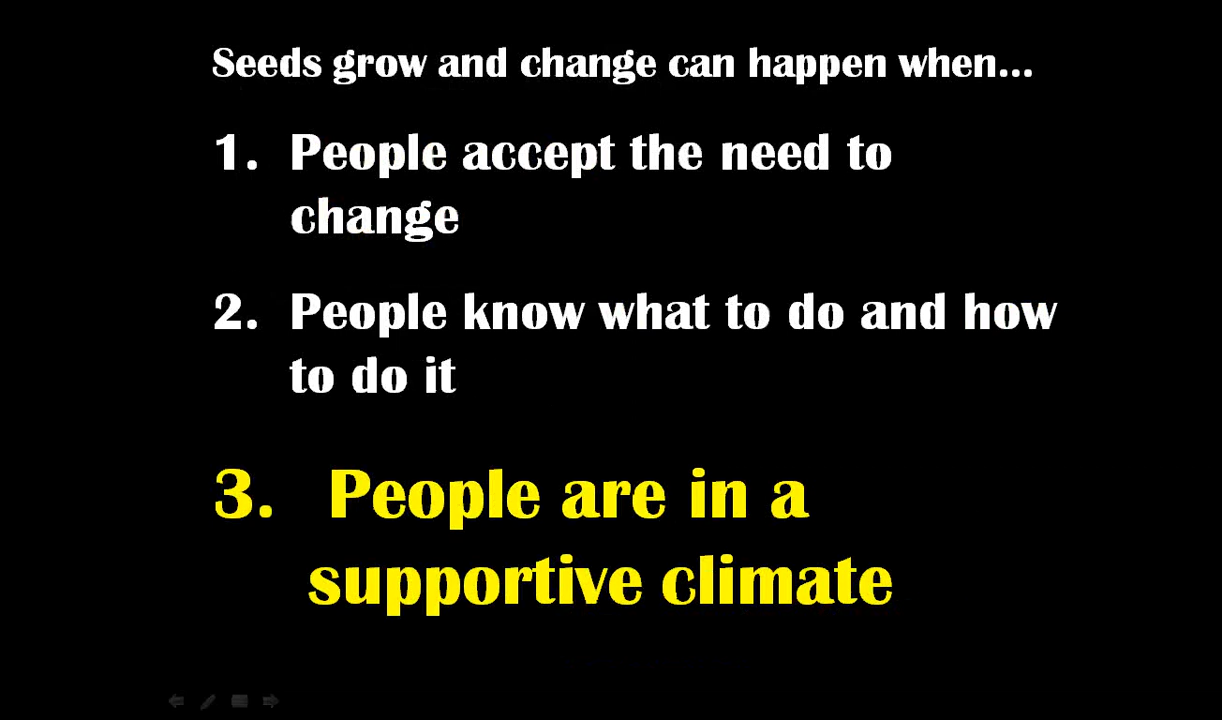 Seeds grow and change can happen when...
1. People accept the need to
change
2. People know what to do and how
to do it
3. People are in a
supportive climate